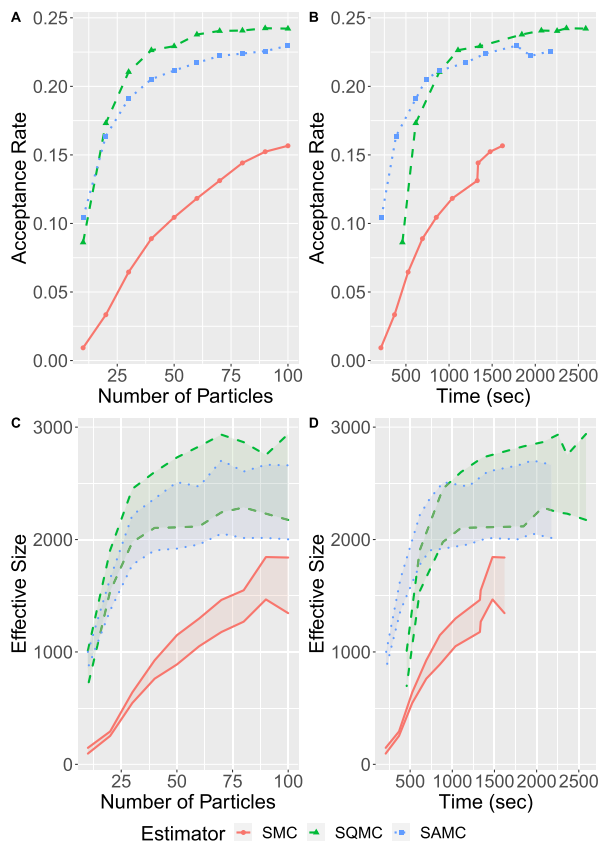 A
B
0.25
0.20
0.15
0.10
0.05
0.00
Acceptance Rate
25
50
75
100
Number of Particles
0.25
0.20
0.15
0.10
0.05
0.00
Acceptance Rate
500
1000
1500
2000
2500
Time (sec)
C
D
3000
2000
1000
0
Effective Size
25
50
75
100
Number of Particles
3000
2000
1000
0
Effective Size
500
1000
1500
2000
2500
Time (sec)
Estimator SMC SQMC SAMC